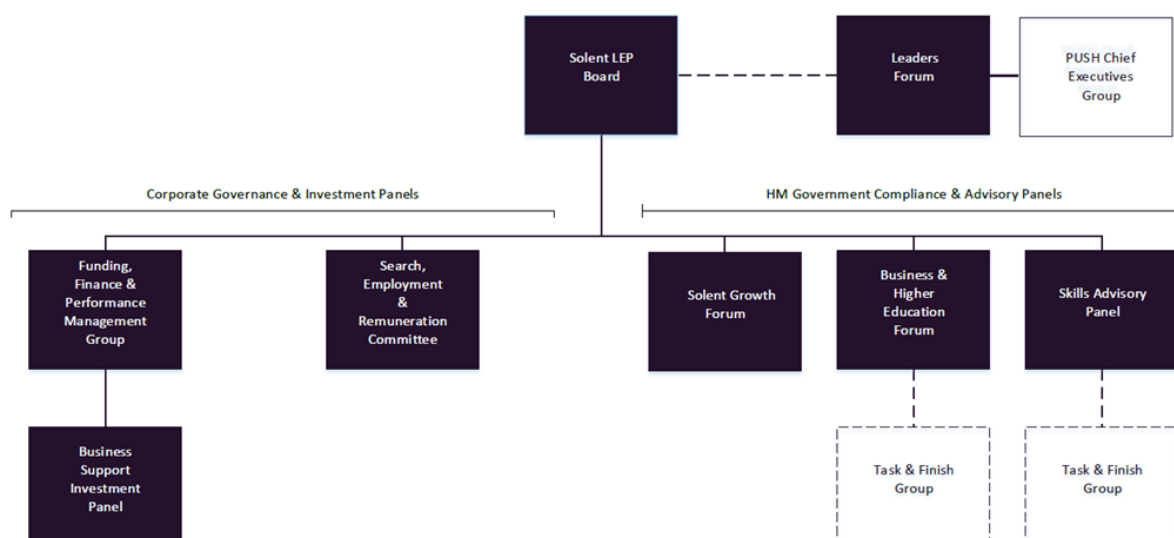 Solent LEP
Board
Leaders
Forum
PUSH Chief
Executives
Group
Corporate Governance & Investment Panels
HM Government Compliance & Advisory Panels
Funding,
Finance &
Performance
Management
Group
Search,
Employment
&
Remuneration
Committee
Solent Growth
Forum
Business &
Higher
Education
Forum
Skills Advisory
Panel
Business
Support
Investment
Panel
Task & Finish
Group
Task & Finish
Group